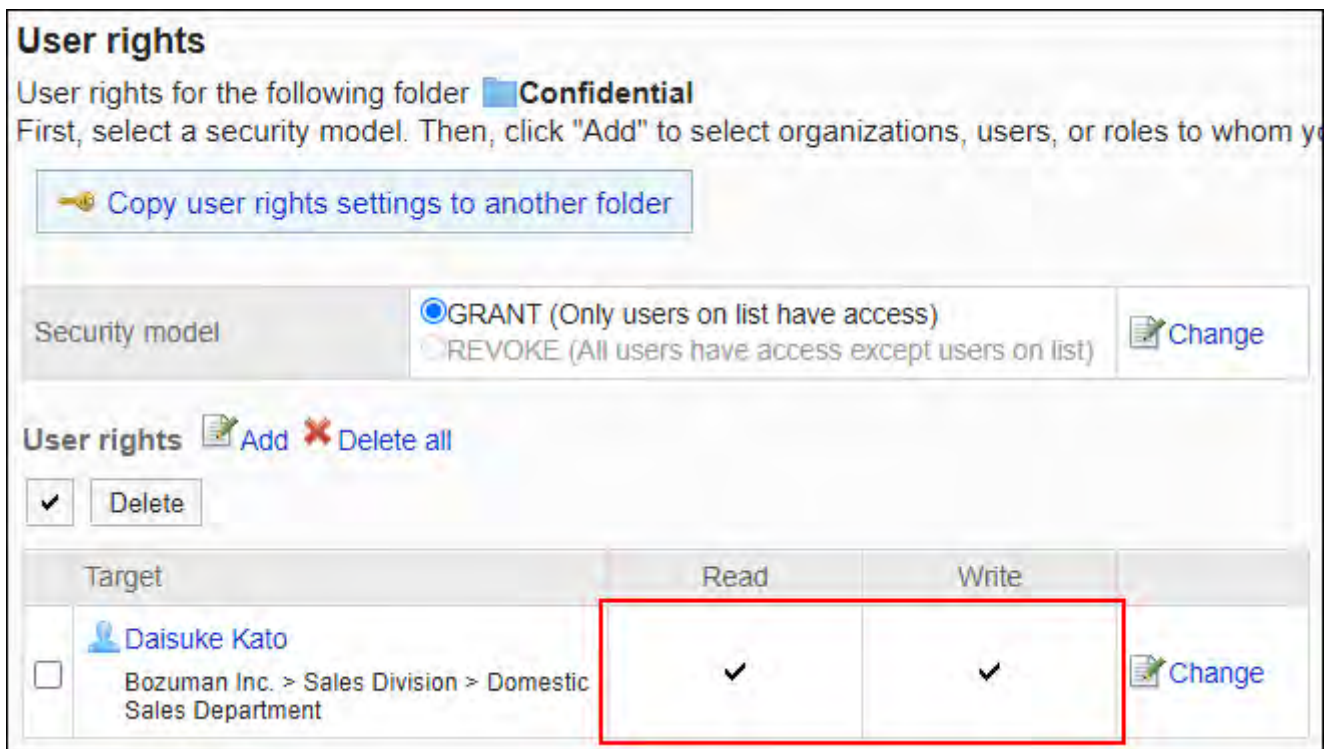 User rights
User rights for the following folder Confidential
First, select a security model. Then, click "Add" to select organizations, users, or roles to whom
Copy user rights settings to another folder
Security model
GRANT (Only users on list have access)
REVOKE (All users have access except users on list)
Change
User rights Add Delete all
Delete
Target Read Write
Daisuke Kato
Bozuman Inc. > Sales Division > Domestic
Sales Department
Change